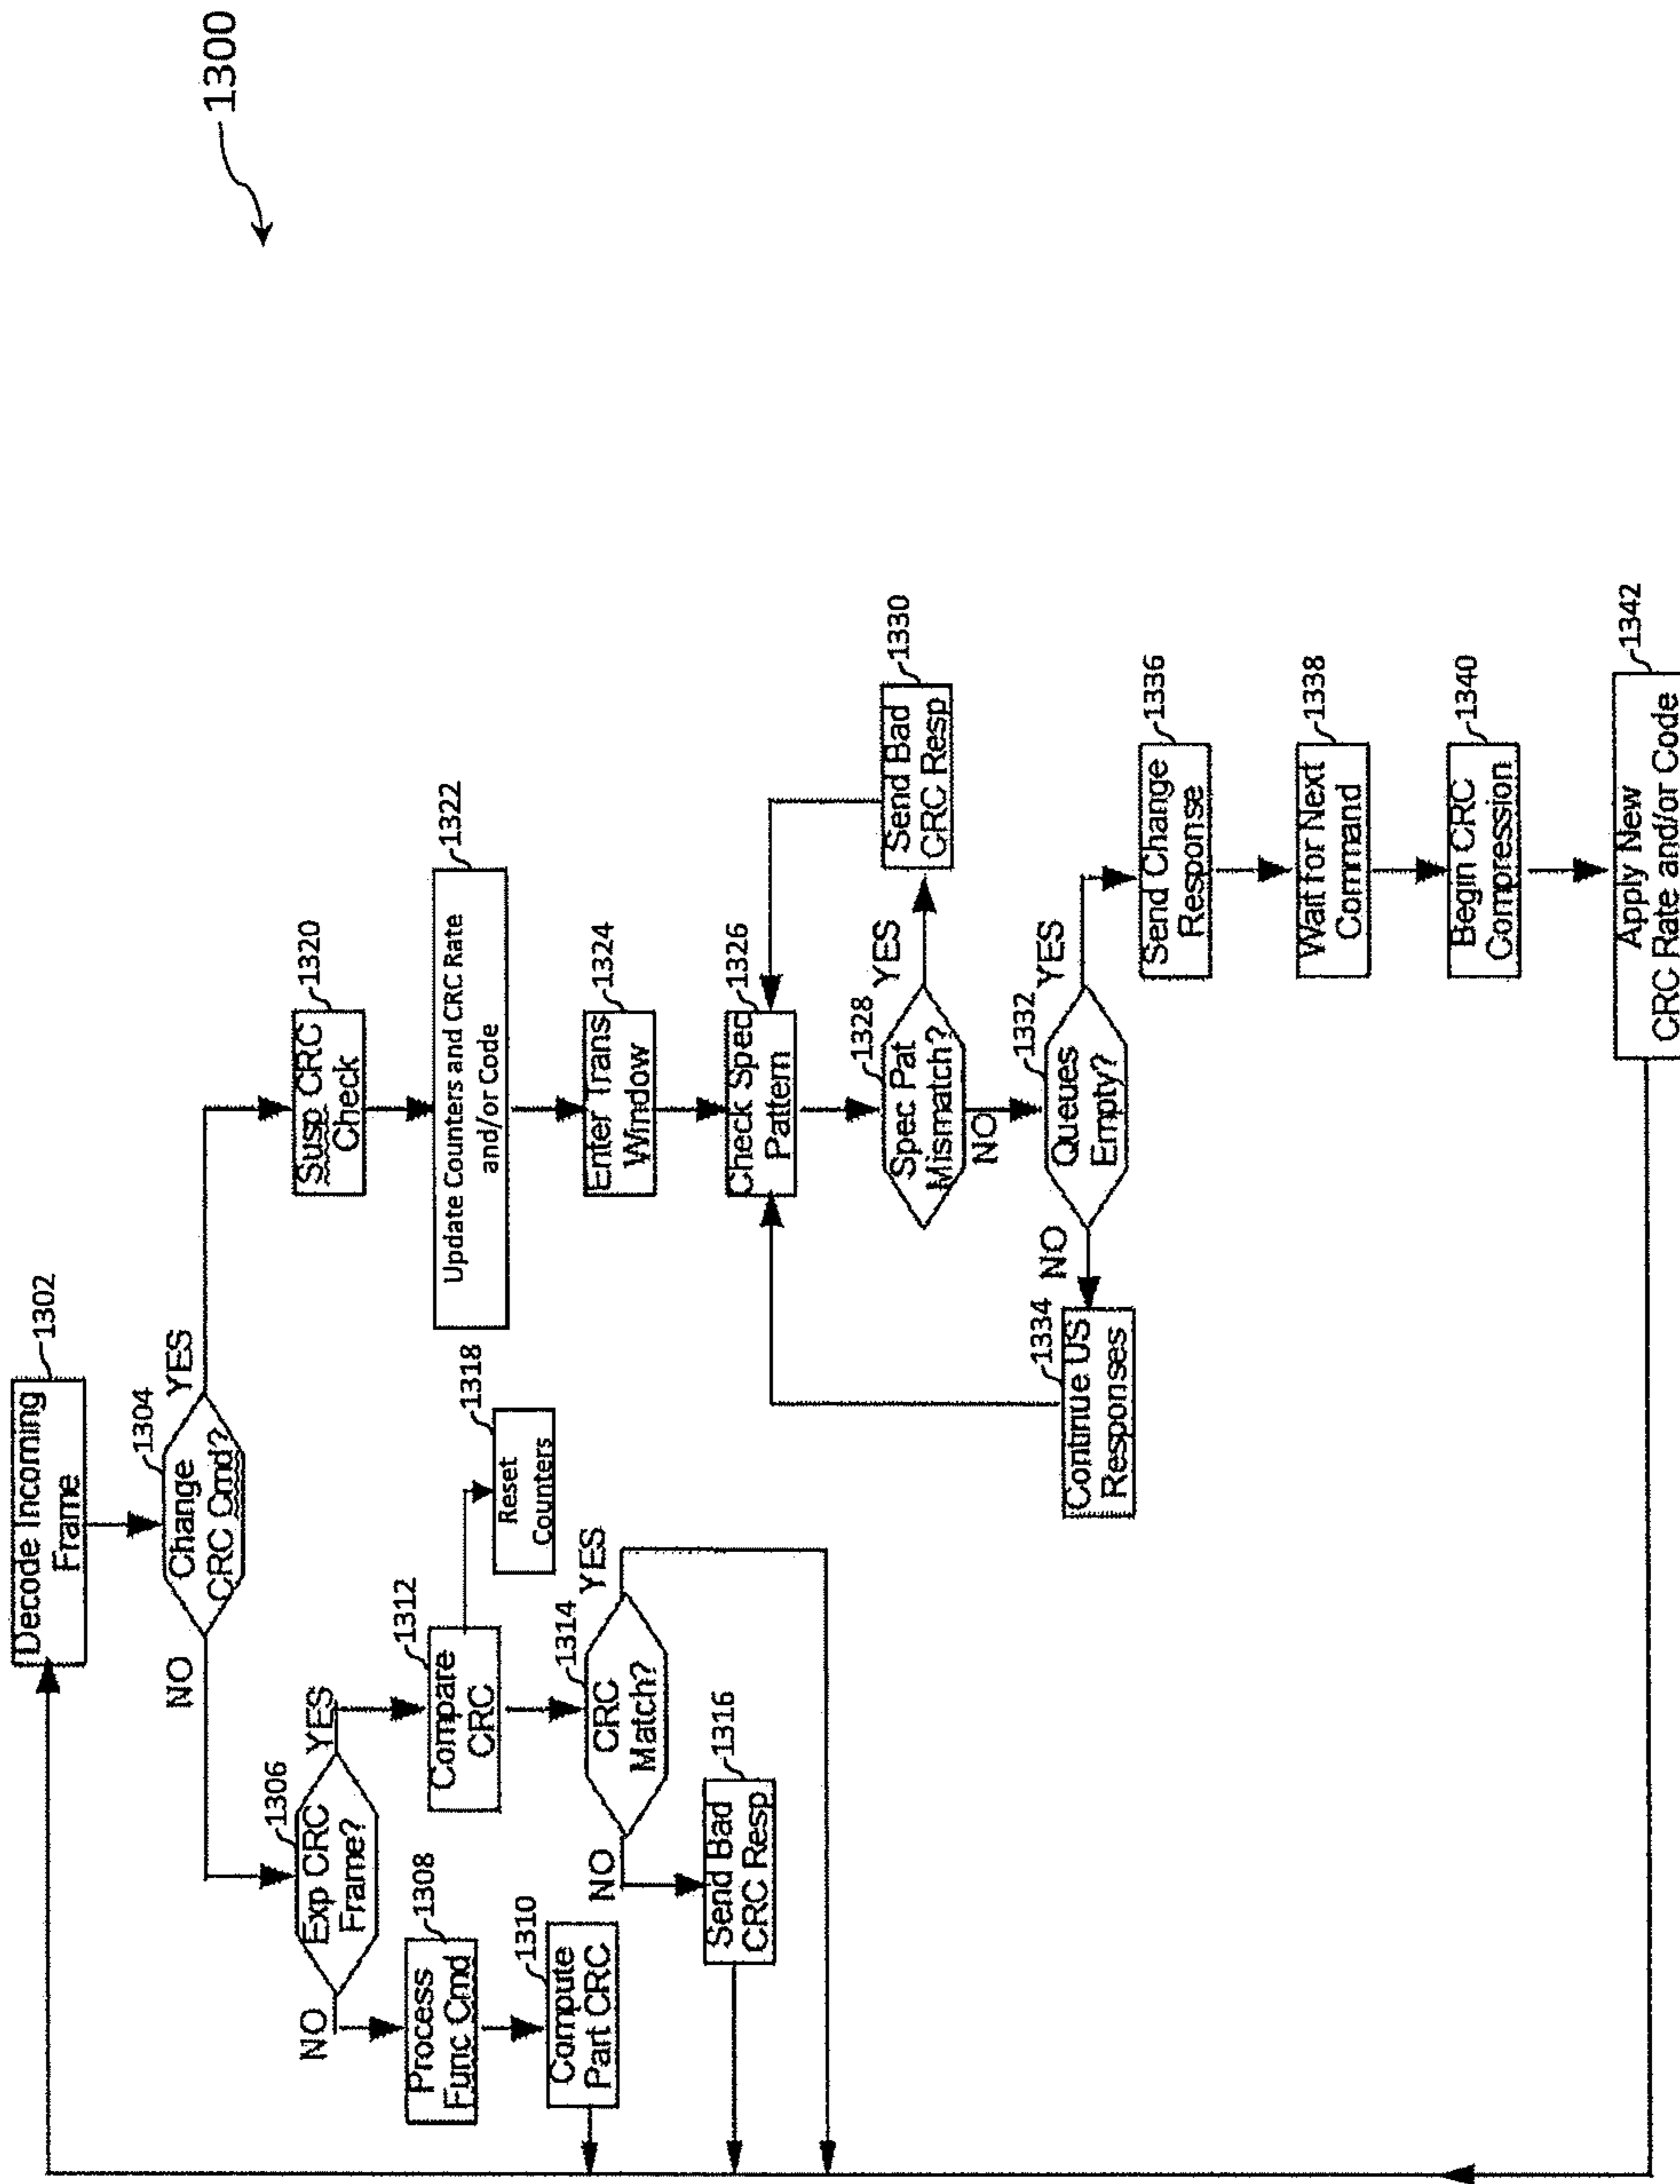 1300
Decode Incoming
Frame
1302
Change
CRC Cmd?
1304
NO
YES
Exp CRC
Frame?
1306
NO
YES
Process
Func Cmd
1308
Compute
Part CRC
1310
Compare
CRC
1312
CRC
Match?
1314
NO
YES
Send Bad
CRC Resp
1316
Reset
Counters
1318
Susp CRC
Check
1320
Update Counters and CRC Rate
and/or Code
1322
Enter Trans
Window
1324
Check Spec
Pattern
1326
Spec Pat
Mismatch?
1328
YES
NO
Send Bad
CRC Resp
1330
Queues
Empty?
1332
NO
YES
Continue US
Responses
1334
Send Change
Response
1336
Wait for Next
Command
1338
Begin CRC
Compression
1340
Apply New
CRC Rate and/or Code
1342